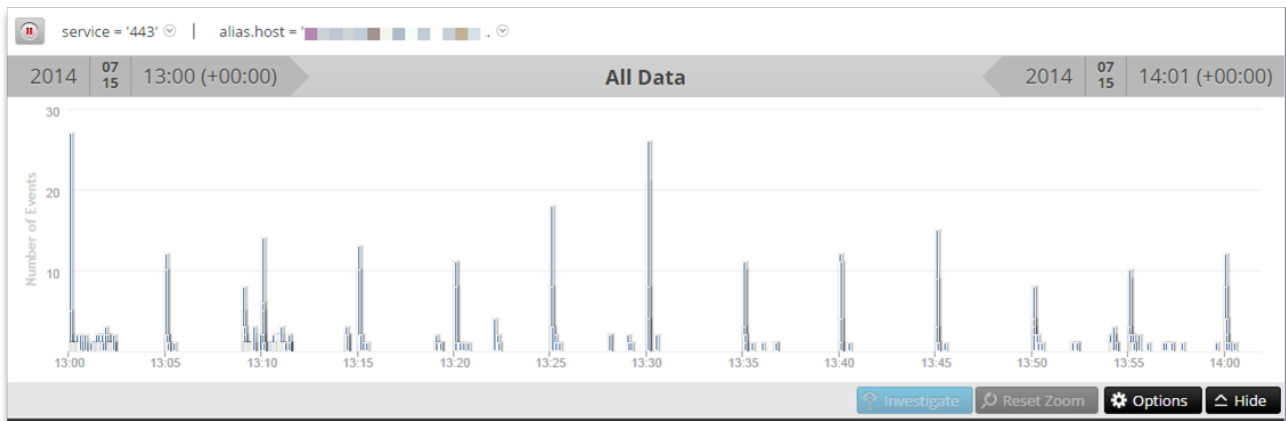 service = '443' | alias.host = '
2014 07 15 13:00 (+00:00) All Data 2014 07 15 14:01 (+00:00)
30
20
10
Number of Events
13:00 13:05 13:10 13:15 13:20 13:25 13:30 13:35 13:40 13:45 13:50 13:55 14:00
Investigate Reset Zoom Options Hide